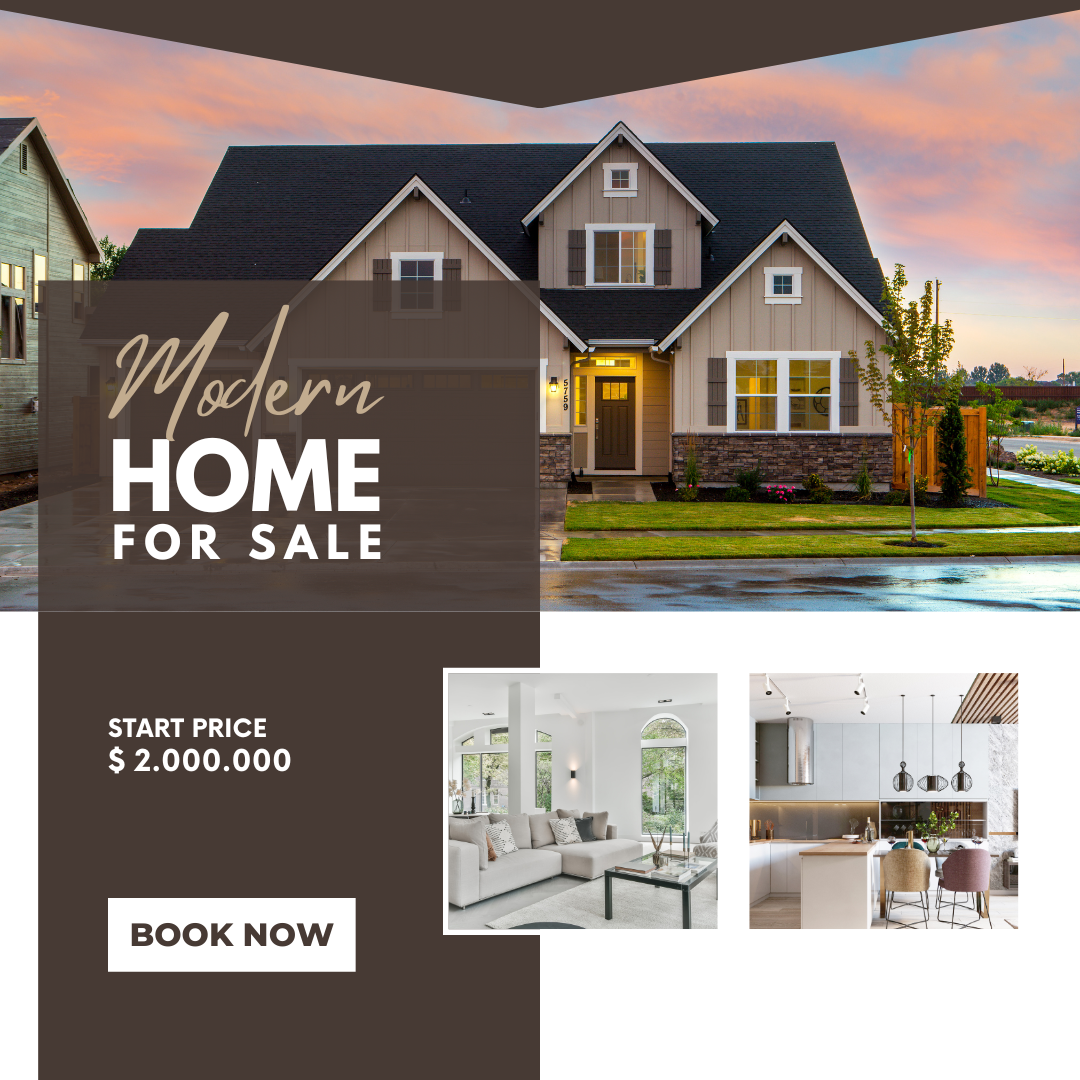 5759
Modern
HOME
FOR SALE
START PRICE
$ 2.000.000
BOOK NOW